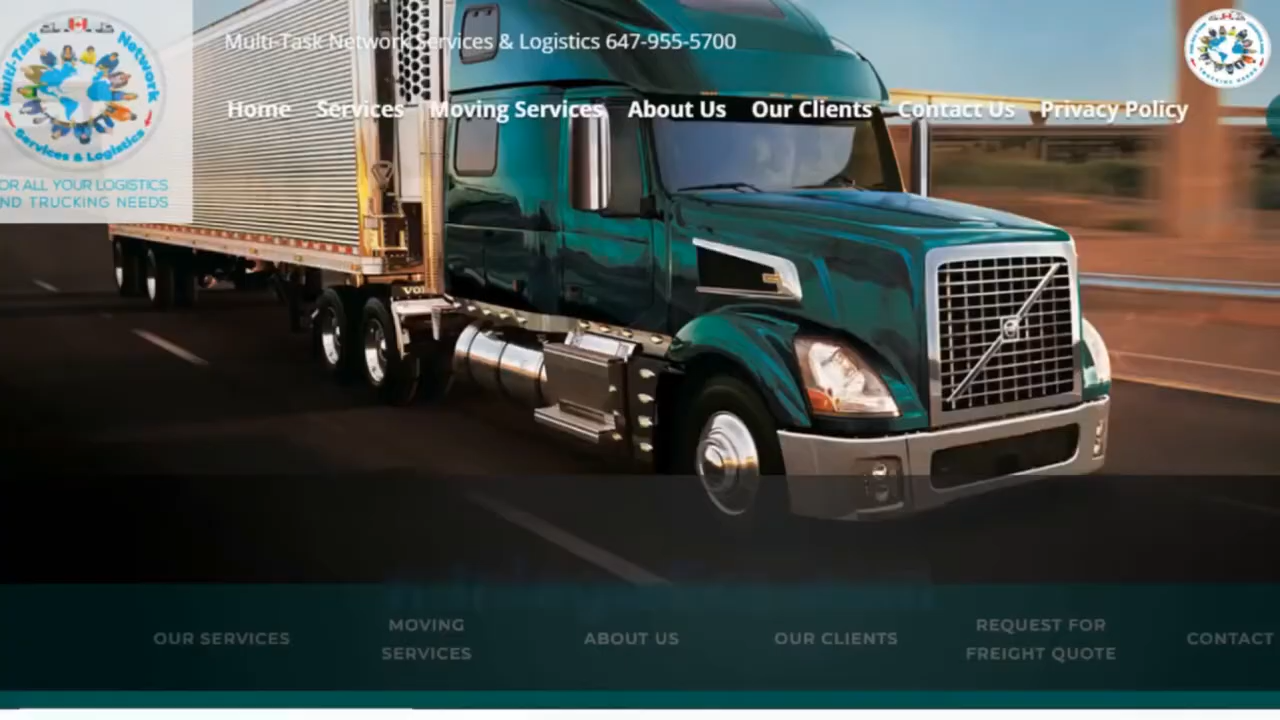 Multi-Task Network
Services & Logistics
OR ALL YOUR LOGISTICS
ND TRUCKING NEEDS
Multi-Task Network Services & Logistics 647-955-5700
Home Services Moving Services About Us Our Clients Contact Us Privacy Policy
VOL
OUR SERVICES
MOVING
SERVICES
ABOUT US
OUR CLIENTS
REQUEST FOR
FREIGHT QUOTE
CONTACT